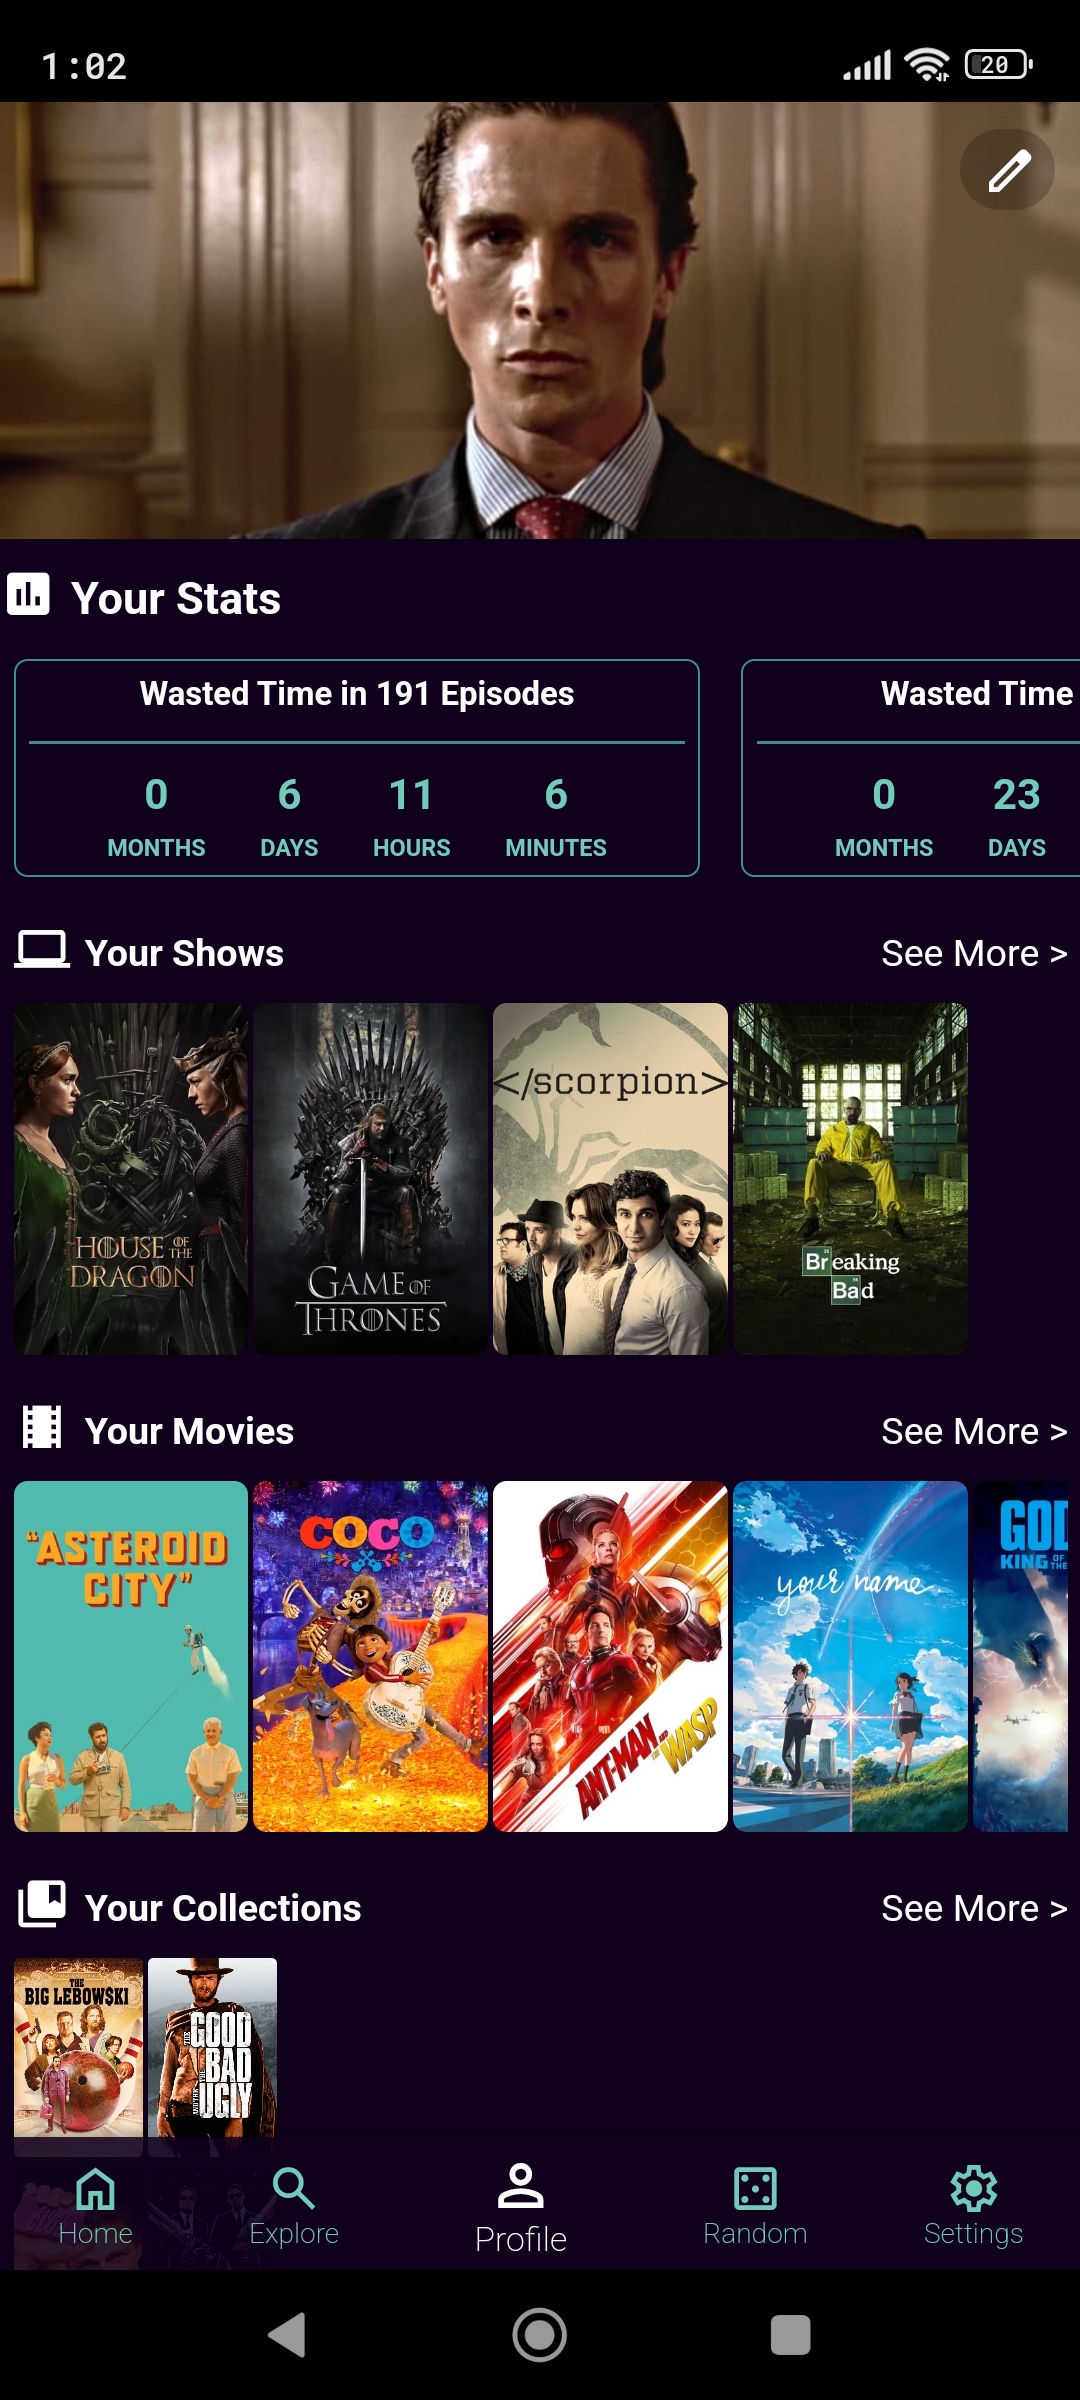 1:02
20
Your Stats
Wasted Time in 191 Episodes
Wasted Time
0 6 11 6
MONTHS DAYS HOURS MINUTES
0 23
MONTHS DAYS
Your Shows
See More >
HOUSE OF THE
DRAGON
GAME OF
THRONES
</scorpion>
Breaking
Bad
Your Movies
See More >
"ASTEROID
CITY"
COCO
ANT-MAN
AND THE
WASP
your name.
GOD
KING OF THE
Your Collections
See More >
THE
BIG LEBOWSKI
THE
GOOD
THE
BAD
AND THE
UGLY
Home
Explore
Profile
Random
Settings